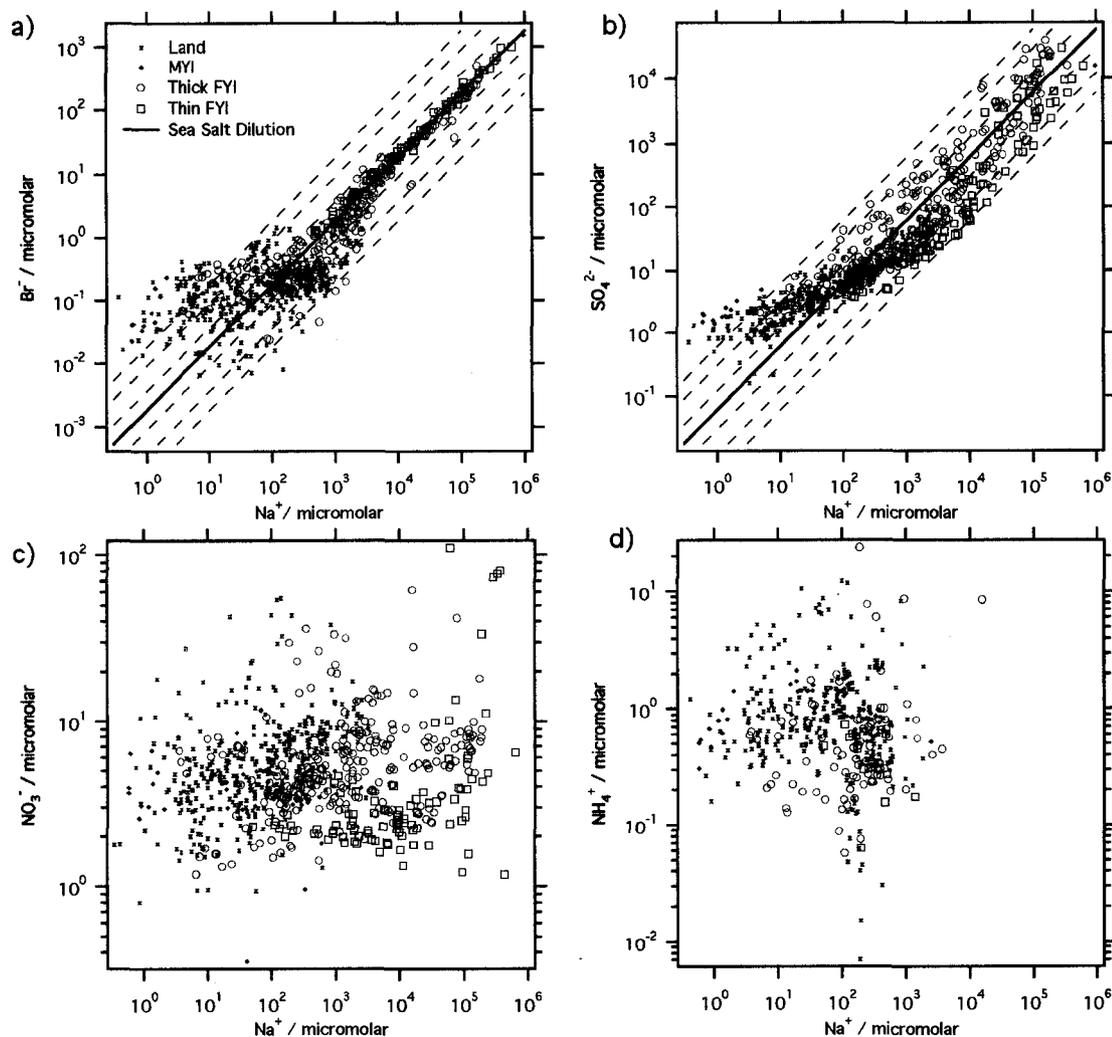 a)
Br⁻ / micromolar
10³
10²
10¹
10⁰
10⁻¹
10⁻²
10⁻³
Land
MYI
Thick FYI
Thin FYI
Sea Salt Dilution
10⁰ 10¹ 10² 10³ 10⁴ 10⁵ 10⁶
Na⁺ / micromolar
b)
SO₄²⁻ / micromolar
10⁴
10³
10²
10¹
10⁰
10⁻¹
10⁰ 10¹ 10² 10³ 10⁴ 10⁵ 10⁶
Na⁺ / micromolar
c)
NO₃⁻ / micromolar
10²
10¹
10⁰
10⁰ 10¹ 10² 10³ 10⁴ 10⁵ 10⁶
Na⁺ / micromolar
d)
NH₄⁺ / micromolar
10¹
10⁰
10⁻¹
10⁻²
10⁰ 10¹ 10² 10³ 10⁴ 10⁵ 10⁶
Na⁺ / micromolar